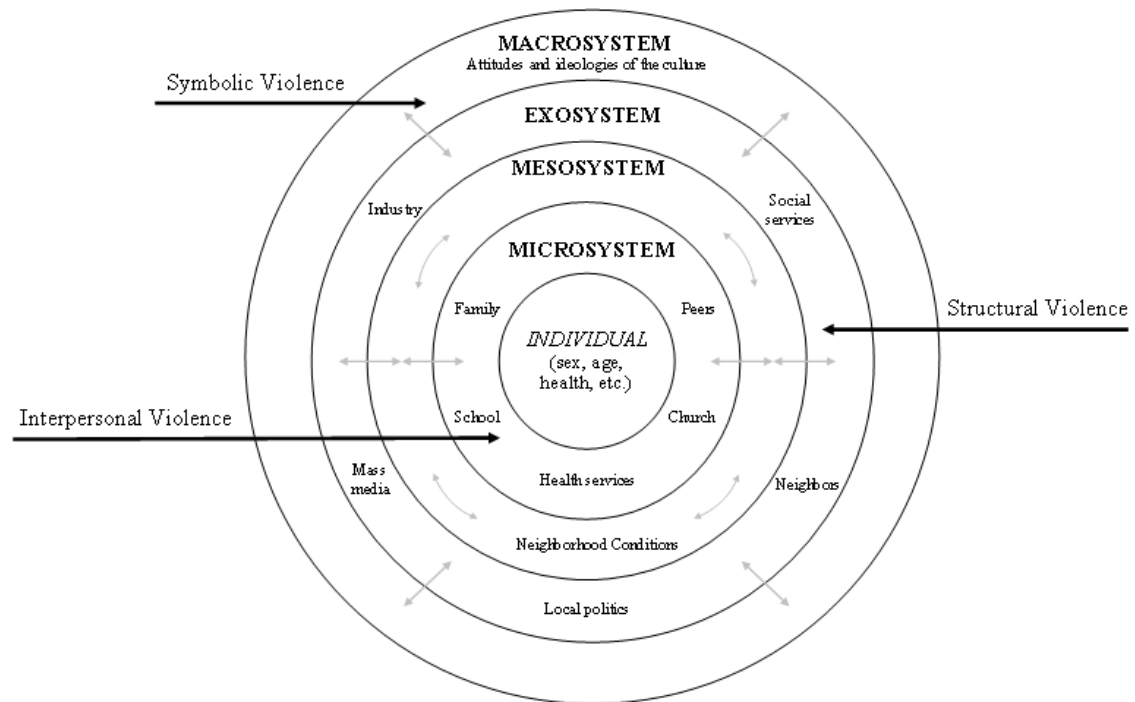 MACROSYSTEM
Attitudes and ideologies of the culture
Symbolic Violence
EXOSYSTEM
MESOSYSTEM
Industry
Social
services
MICROSYSTEM
Family
Peers
Structural Violence
INDIVIDUAL
(sex, age,
health, etc.)
School
Church
Interpersonal Violence
Mass
media
Health services
Neighbors
Neighborhood Conditions
Local politics